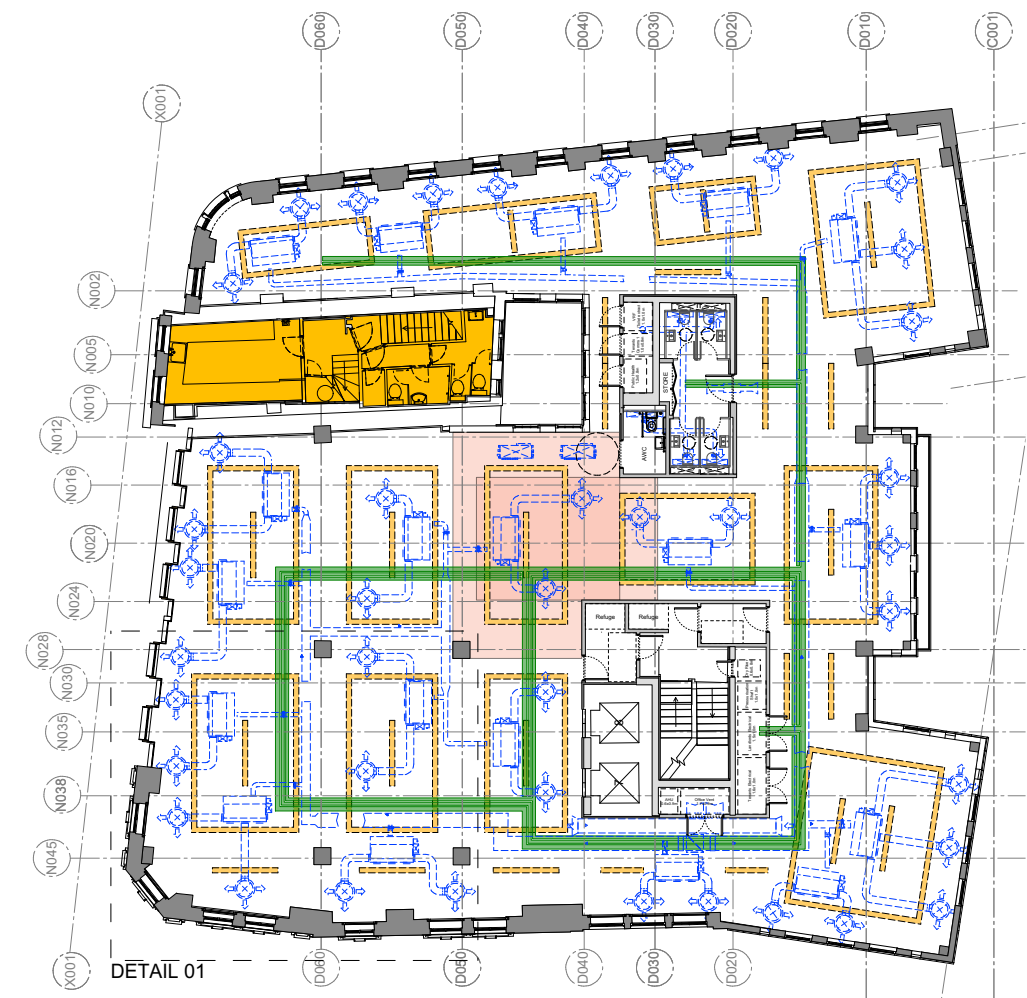 D060
D050
D040
D030
D020
D010
C001
X001
N002
N005
N010
N012
N016
N020
N024
N028
N030
N035
N038
N045
STORE
AWC
Refuge
Refuge
DETAIL 01
X001
D060
D050
D040
D030
D020